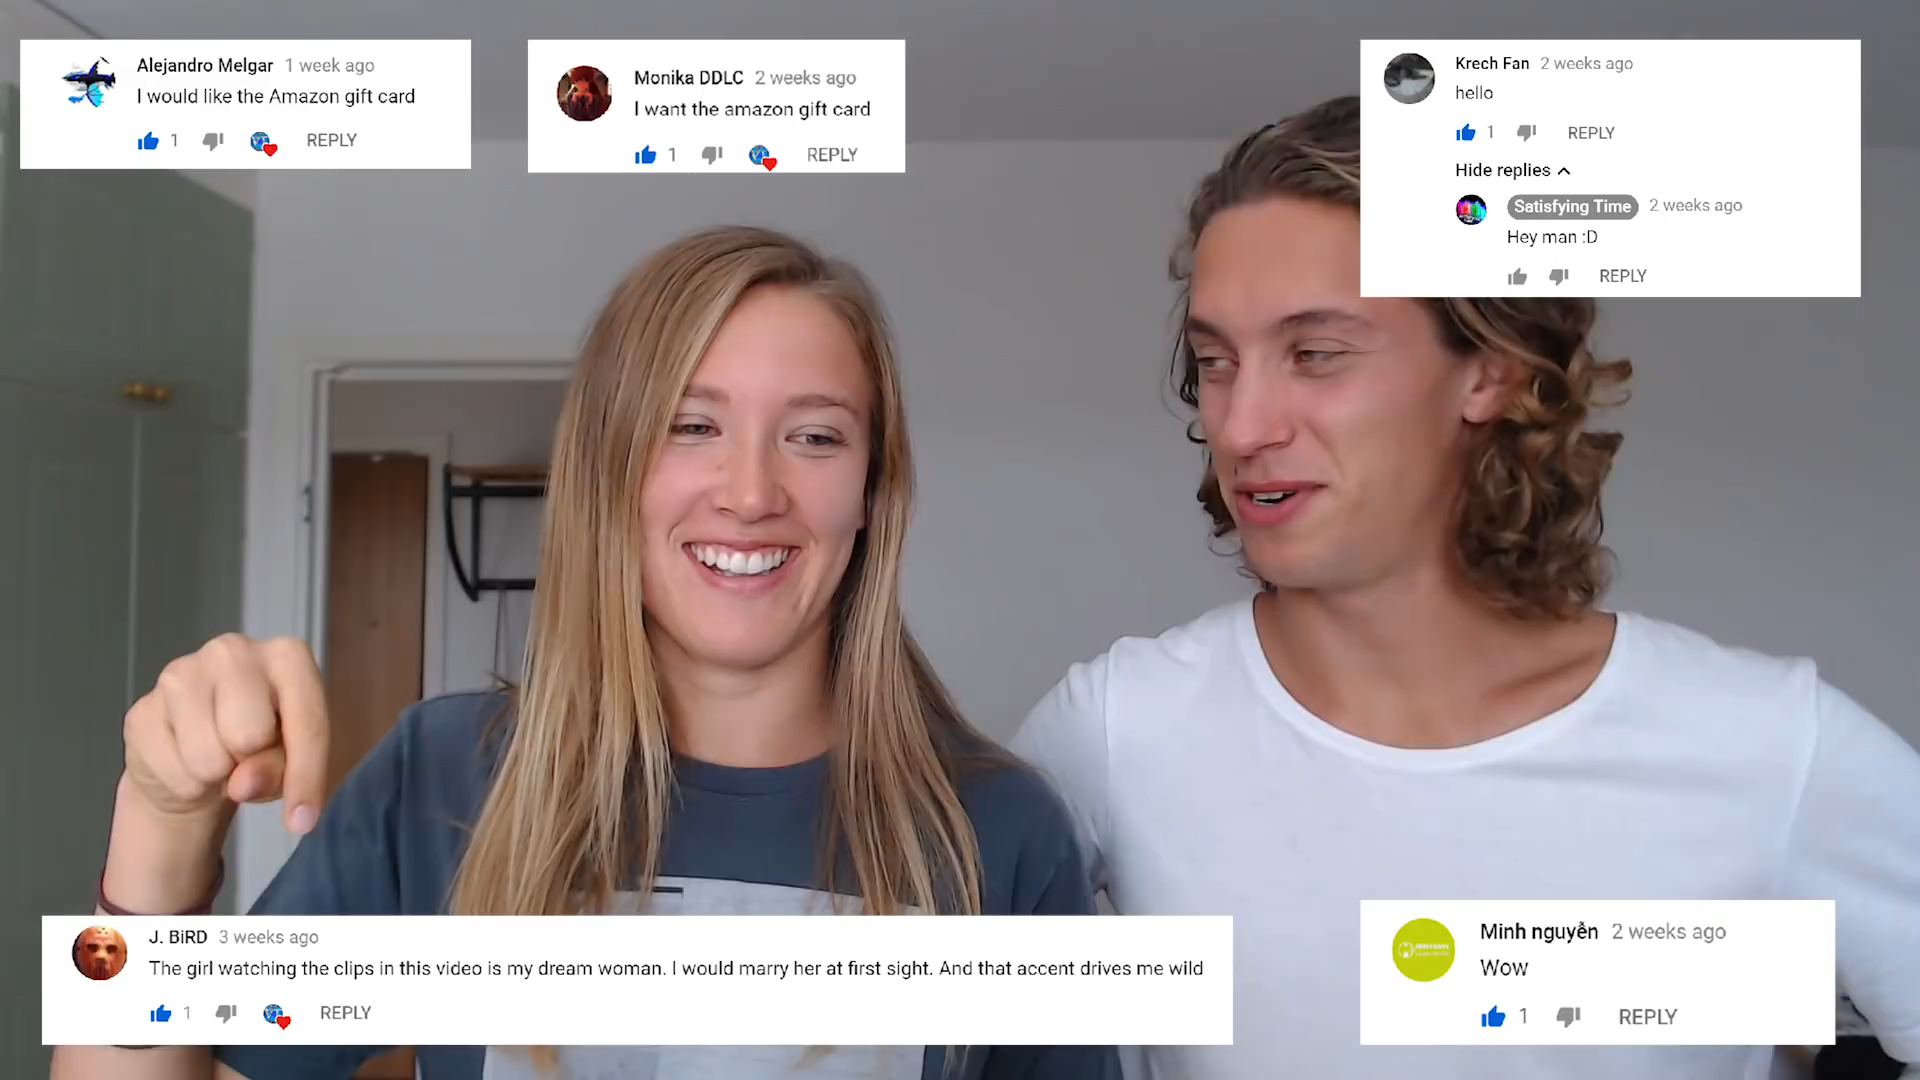 Alejandro Melgar 1 week ago
I would like the Amazon gift card
1 REPLY
Monika DDLC 2 weeks ago
I want the amazon gift card
1 REPLY
Krech Fan 2 weeks ago
hello
1 REPLY
Hide replies
Satisfying Time 2 weeks ago
Hey man :D
REPLY
J. BiRD 3 weeks ago
The girl watching the clips in this video is my dream woman. I would marry her at first sight. And that accent drives me wild
1 REPLY
Minh nguyễn 2 weeks ago
Wow
1 REPLY